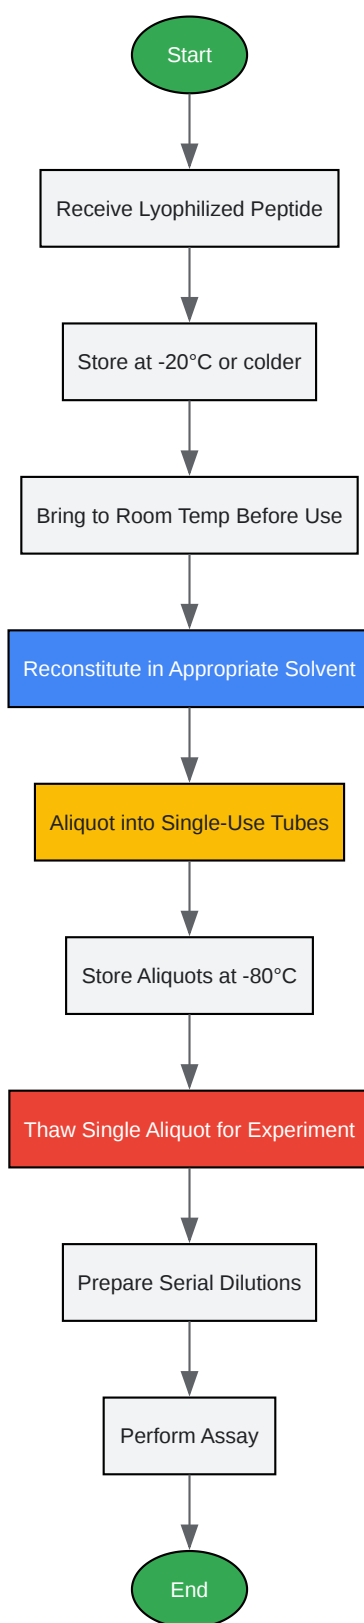 Start
Receive Lyophilized Peptide
Store at -20°C or colder
Bring to Room Temp Before Use
Reconstitute in Appropriate Solvent
Aliquot into Single-Use Tubes
Store Aliquots at -80°C
Thaw Single Aliquot for Experiment
Prepare Serial Dilutions
Perform Assay
End